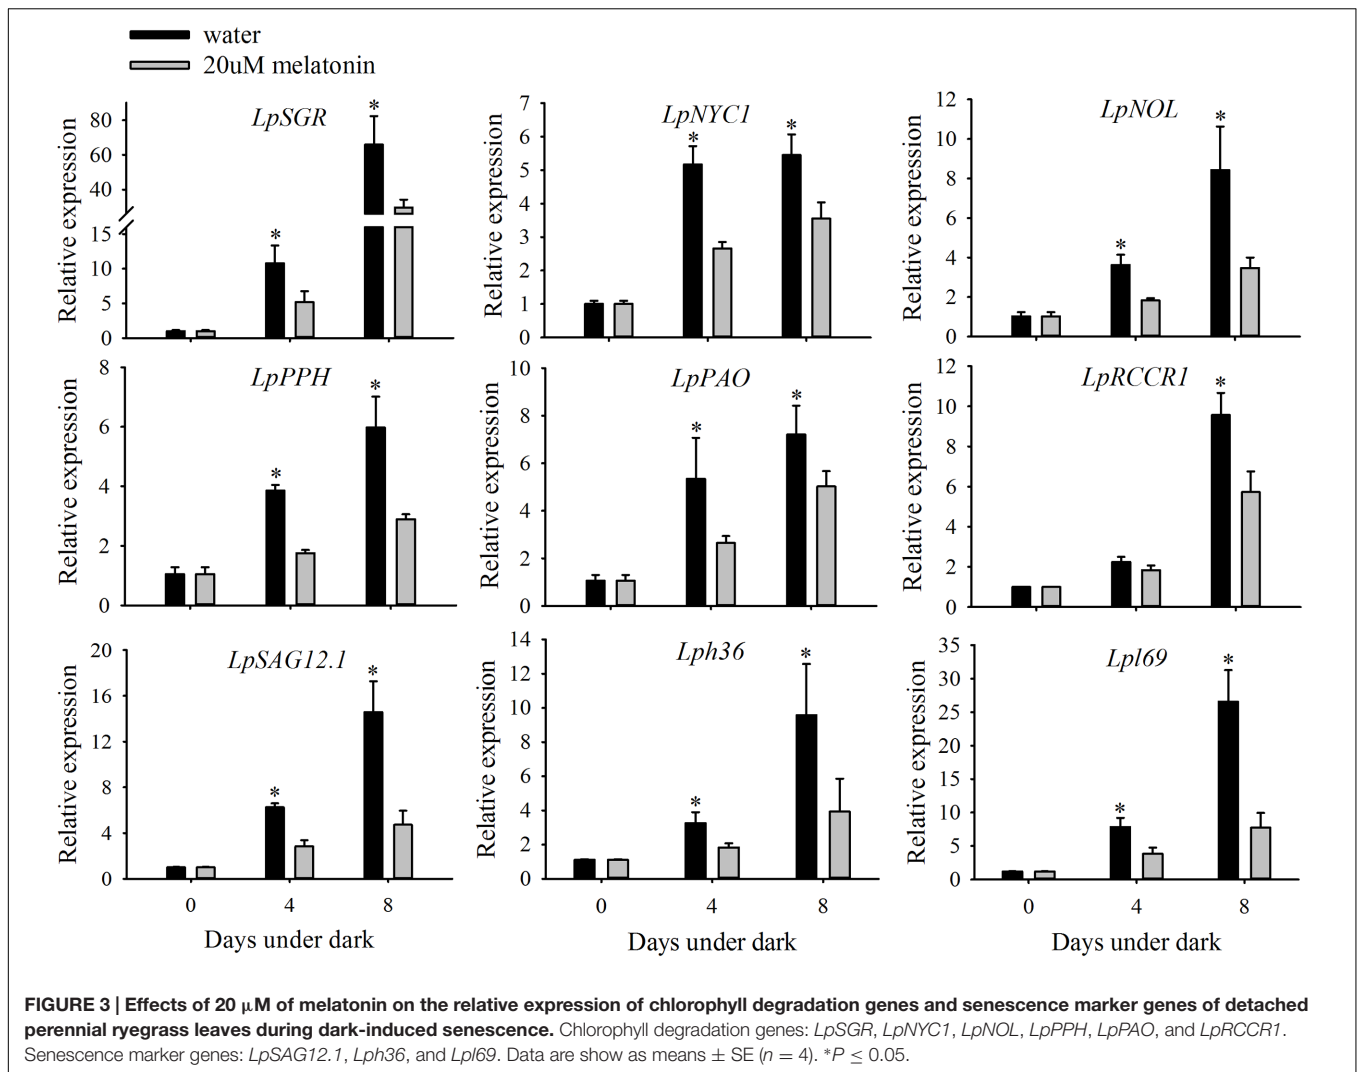 water
20uM melatonin
LpSGR
Relative expression
80
60
40
15
10
5
0
*
*
LpNYC1
Relative expression
7
6
5
4
3
2
1
0
*
*
LpNOL
Relative expression
12
10
8
6
4
2
0
*
*
LpPPH
Relative expression
8
6
4
2
0
*
*
LpPAO
Relative expression
10
8
6
4
2
0
*
*
LpRCCR1
Relative expression
12
10
8
6
4
2
0
*
LpSAG12.1
Relative expression
20
16
12
8
4
0
*
*
0 4 8
Days under dark
Lph36
Relative expression
14
12
10
8
6
4
2
0
*
*
0 4 8
Days under dark
Lpl69
Relative expression
35
30
25
20
15
10
5
0
*
*
0 4 8
Days under dark
FIGURE 3 | Effects of 20 μM of melatonin on the relative expression of chlorophyll degradation genes and senescence marker genes of detached
perennial ryegrass leaves during dark-induced senescence. Chlorophyll degradation genes: LpSGR, LpNYC1, LpNOL, LpPPH, LpPAO, and LpRCCR1.
Senescence marker genes: LpSAG12.1, Lph36, and Lpl69. Data are show as means ± SE (n = 4). *P ≤ 0.05.